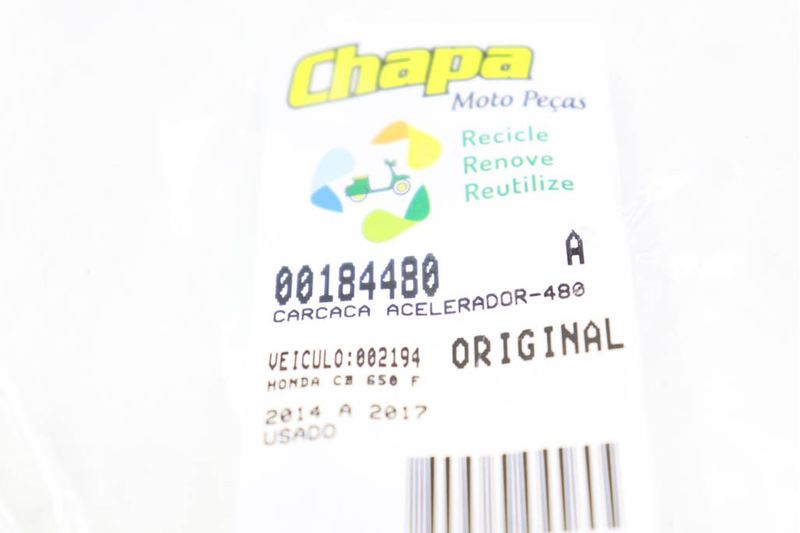 Chapa
Moto Peças
Recicle
Renove
Reutilize
A
00184480
CARCACA ACELERADOR-480
VEICULO:002194 ORIGINAL
HONDA CB 650 F
2014 A 2017
USADO